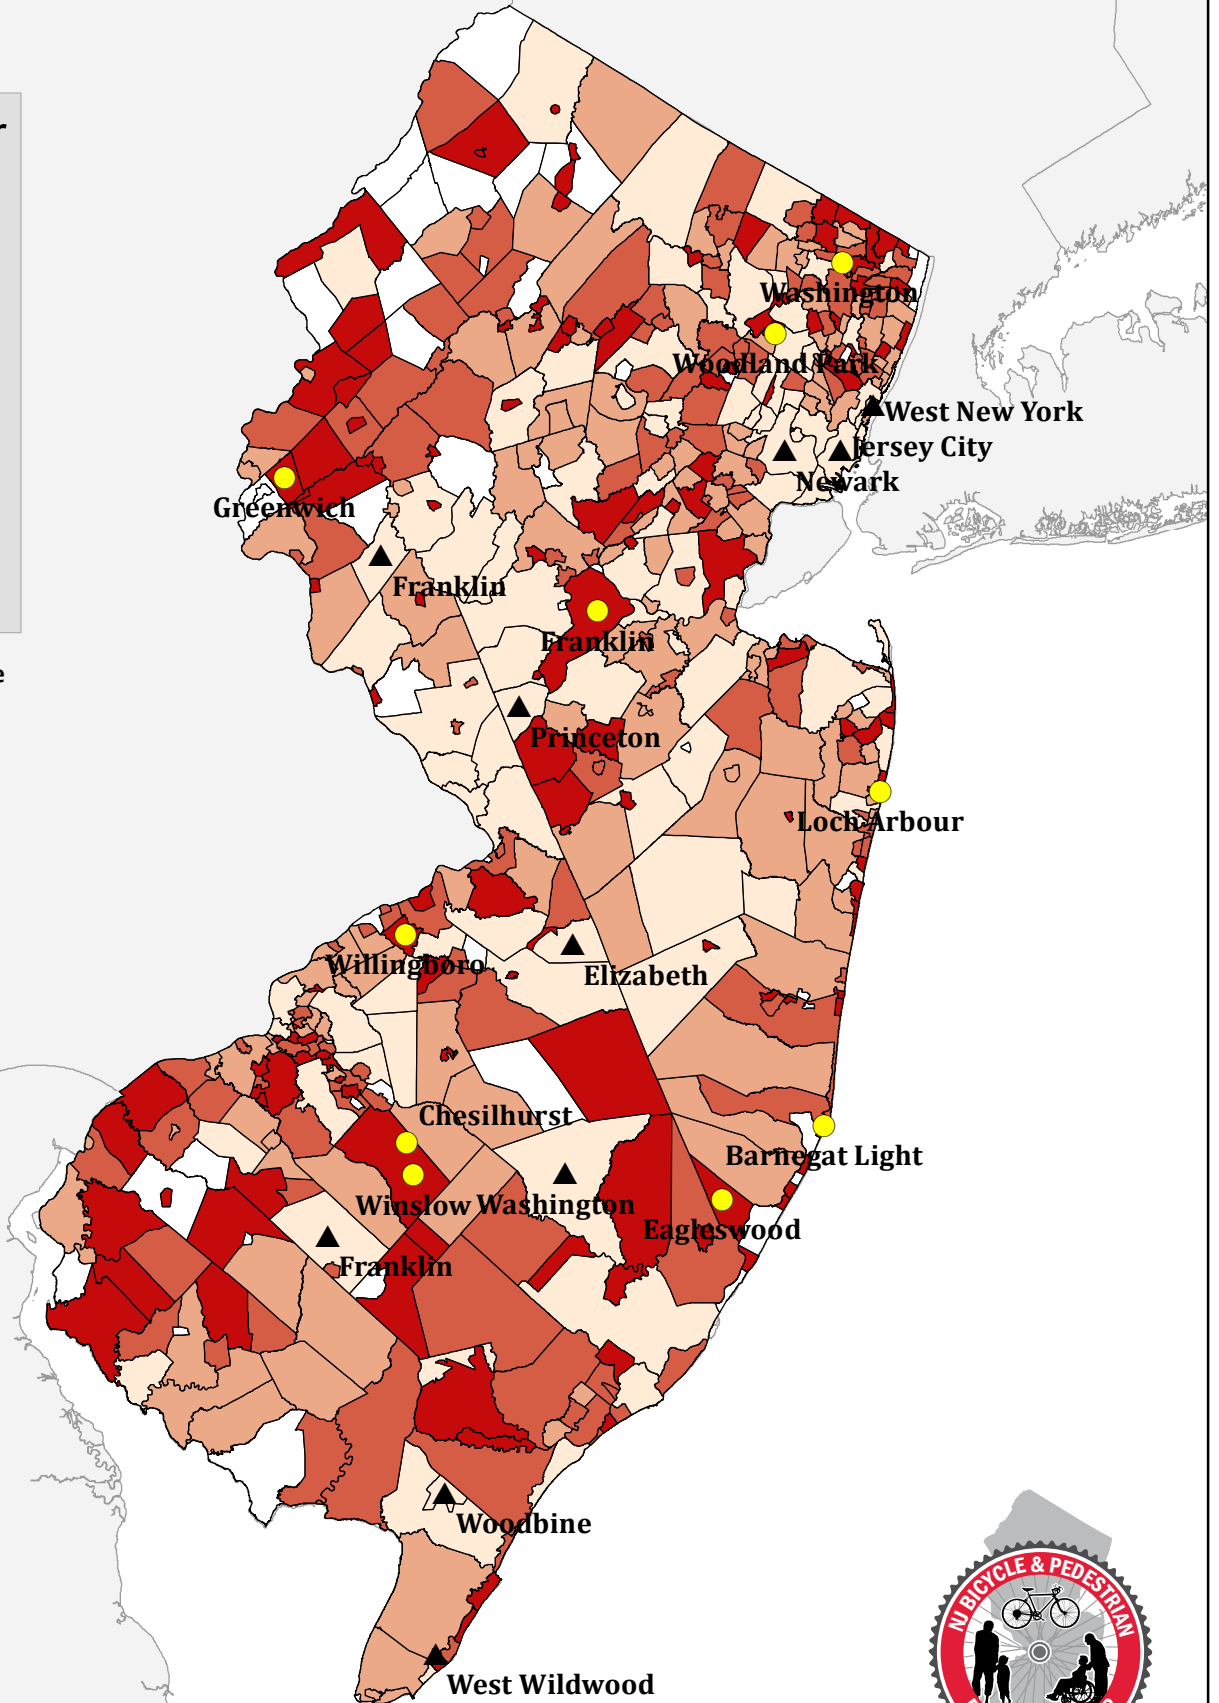 r
e
Washington
Woodland Park
West New York
Jersey City
Newark
Greenwich
Franklin
Franklin
Princeton
Loch Arbour
Willingboro
Elizabeth
Chesilhurst
Barnegat Light
Winslow
Washington
Eagleswood
Franklin
Woodbine
West Wildwood
NJ BICYCLE & PEDESTRIAN